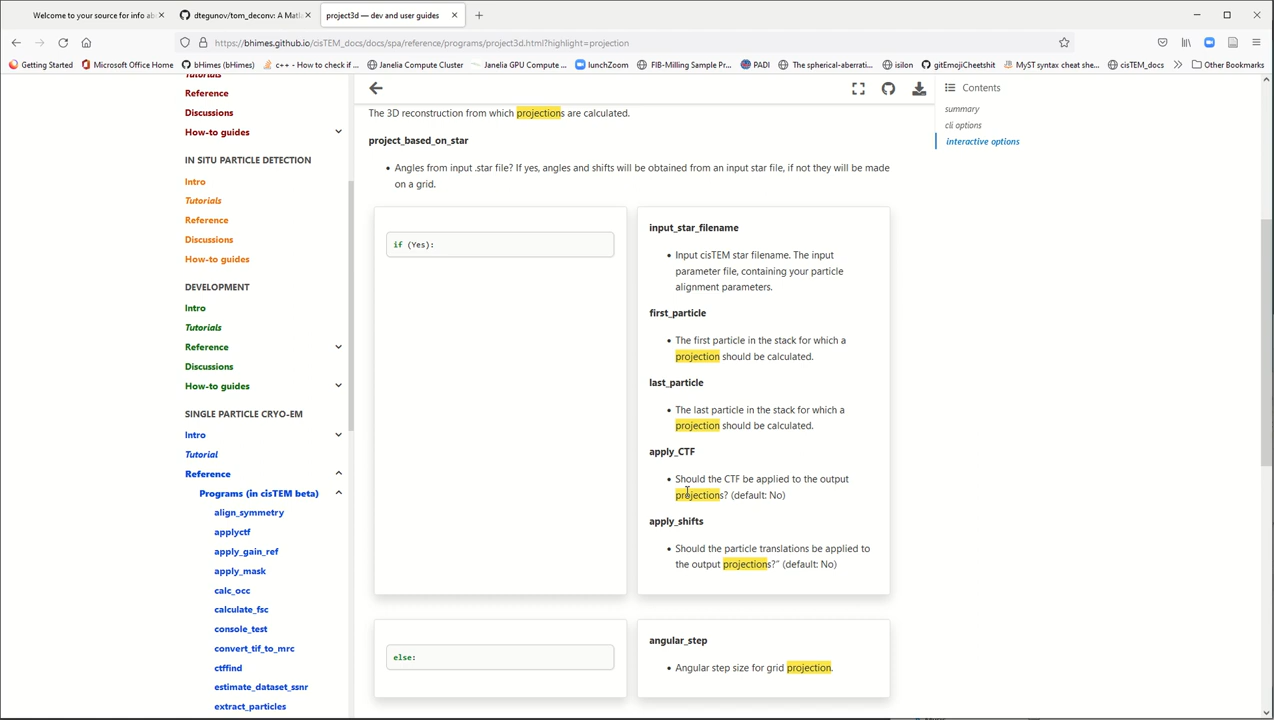 Welcome to your source for info ab
dtegunov/tom_deconv: A Matl
project3d — dev and user guides
https://bhimes.github.io/cisTEM_docs/docs/spa/reference/programs/project3d.html?highlight=projection
Getting Started
Microsoft Office Home
bHimes (bHimes)
c++ - How to check if ...
Janelia Compute Cluster
Janelia GPU Compute ...
lunchZoom
FIB-Milling Sample Pr...
PADI
The spherical-aberrati...
isilon
gitEmojiCheetshit
MyST syntax cheat she...
cisTEM_docs
Other Bookmarks
Tutorials
Reference
Discussions
How-to guides
IN SITU PARTICLE DETECTION
Intro
Tutorials
Reference
Discussions
How-to guides
DEVELOPMENT
Intro
Tutorials
Reference
Discussions
How-to guides
SINGLE PARTICLE CRYO-EM
Intro
Tutorial
Reference
Programs (in cisTEM beta)
align_symmetry
applyctf
apply_gain_ref
apply_mask
calc_occ
calculate_fsc
console_test
convert_tif_to_mrc
ctffind
estimate_dataset_ssnr
extract_particles
The 3D reconstruction from which projections are calculated.
project_based_on_star
Angles from input .star file? If yes, angles and shifts will be obtained from an input star file, if not they will be made
on a grid.
if (Yes):
input_star_filename
Input cisTEM star filename. The input
parameter file, containing your particle
alignment parameters.
first_particle
The first particle in the stack for which a
projection should be calculated.
last_particle
The last particle in the stack for which a
projection should be calculated.
apply_CTF
Should the CTF be applied to the output
projections? (default: No)
apply_shifts
Should the particle translations be applied to
the output projections?" (default: No)
else:
angular_step
Angular step size for grid projection.
Contents
summary
cli options
interactive options